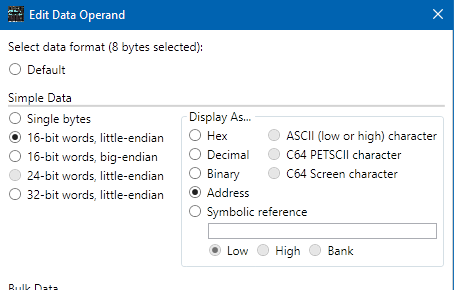 Edit Data Operand
Select data format (8 bytes selected):
Default
Simple Data
Single bytes
16-bit words, little-endian
16-bit words, big-endian
24-bit words, little-endian
32-bit words, little-endian
Display As...
Hex
ASCII (low or high) character
Decimal
C64 PETSCII character
Binary
C64 Screen character
Address
Symbolic reference
Low
High
Bank
Bulk Data